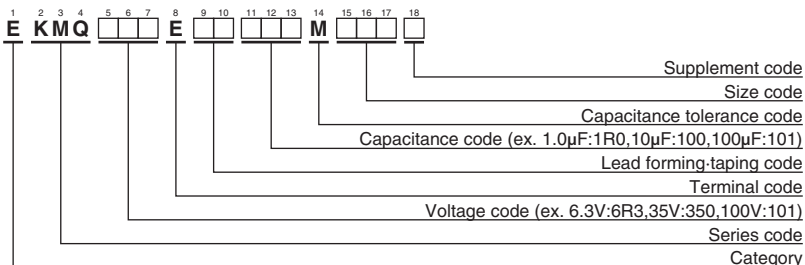 1 2 3 4 5 6 7 8 9 10 11 12 13 14 15 16 17 18
E KMQ □□□ E □□ □□□ M □□□ □
Supplement code
Size code
Capacitance tolerance code
Capacitance code (ex. 1.0μF:1R0,10μF:100,100μF:101)
Lead forming·taping code
Terminal code
Voltage code (ex. 6.3V:6R3,35V:350,100V:101)
Series code
Category